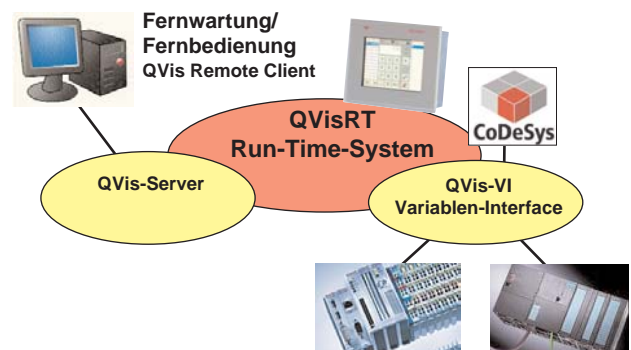 Fernwartung/
Fernbedienung
QVis Remote Client
QVisRT
Run-Time-System
CoDeSys
QVis-Server
QVis-VI
Variablen-Interface